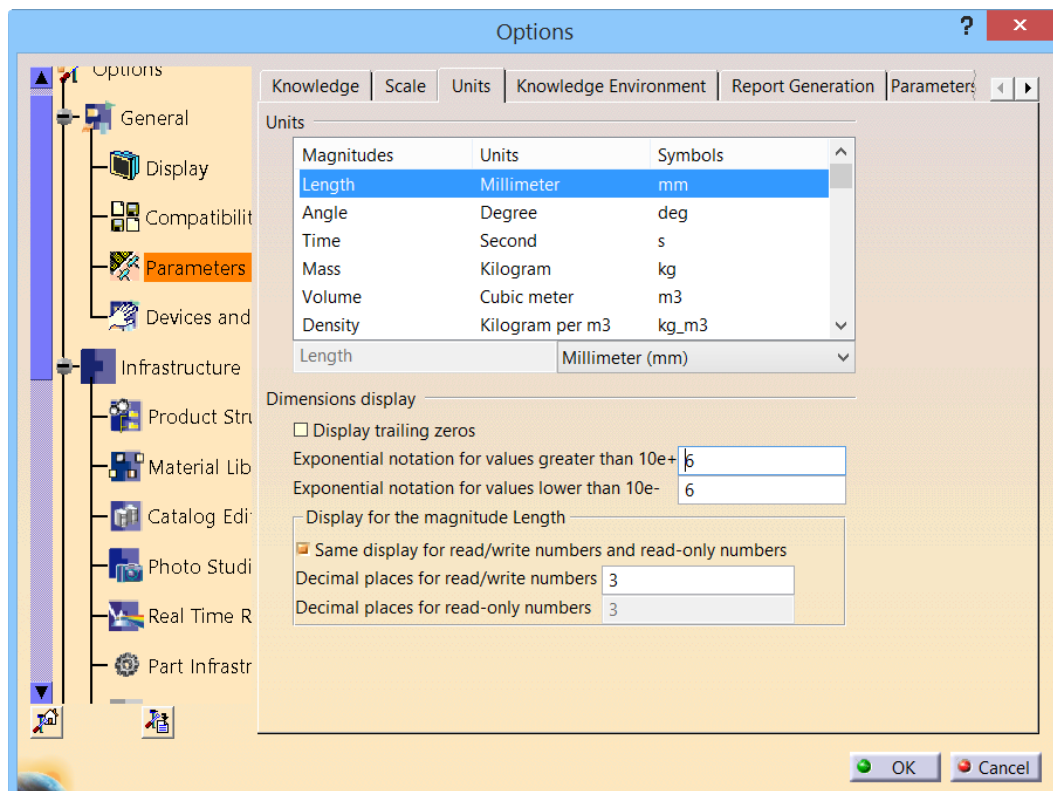 Options
?
Options
General
Display
Compatibilit
Parameters
Devices and
Infrastructure
Product Stru
Material Lib
Catalog Edi
Photo Studi
Real Time R
Part Infrastr
Knowledge Scale Units Knowledge Environment Report Generation Parameters
Units
Magnitudes Units Symbols
Length Millimeter mm
Angle Degree deg
Time Second s
Mass Kilogram kg
Volume Cubic meter m3
Density Kilogram per m3 kg_m3
Length Millimeter (mm)
Dimensions display
Display trailing zeros
Exponential notation for values greater than 10e+ 6
Exponential notation for values lower than 10e- 6
Display for the magnitude Length
Same display for read/write numbers and read-only numbers
Decimal places for read/write numbers 3
Decimal places for read-only numbers 3
OK Cancel